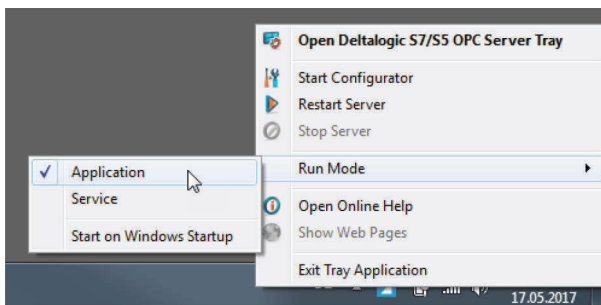 Open Deltalogic S7/S5 OPC Server Tray
Start Configurator
Restart Server
Stop Server
Run Mode
Application
Service
Start on Windows Startup
Open Online Help
Show Web Pages
Exit Tray Application
17.05.2017